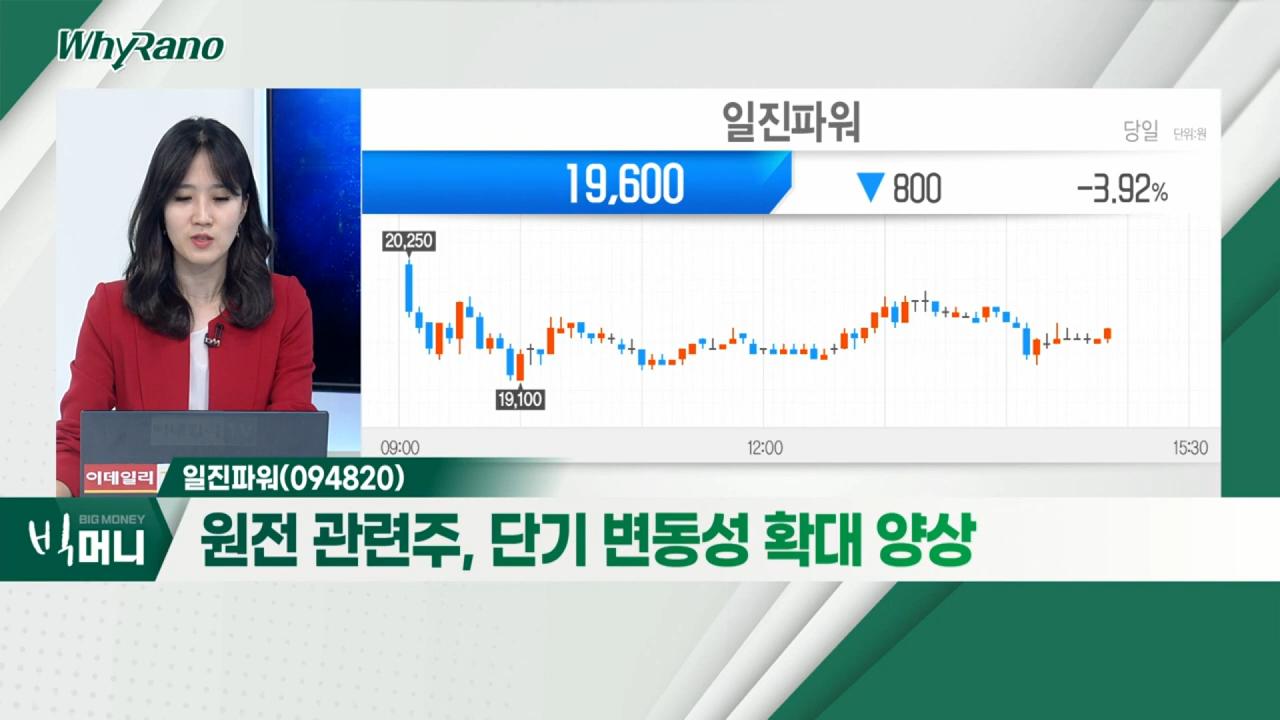 WhyRano
일진파워
당일 단위:원
19,600 ▼800 -3.92%
20,250
19,100
09:00 12:00 15:30
이데일리
일진파워(094820)
BIG MONEY
빅머니
원전 관련주, 단기 변동성 확대 양상